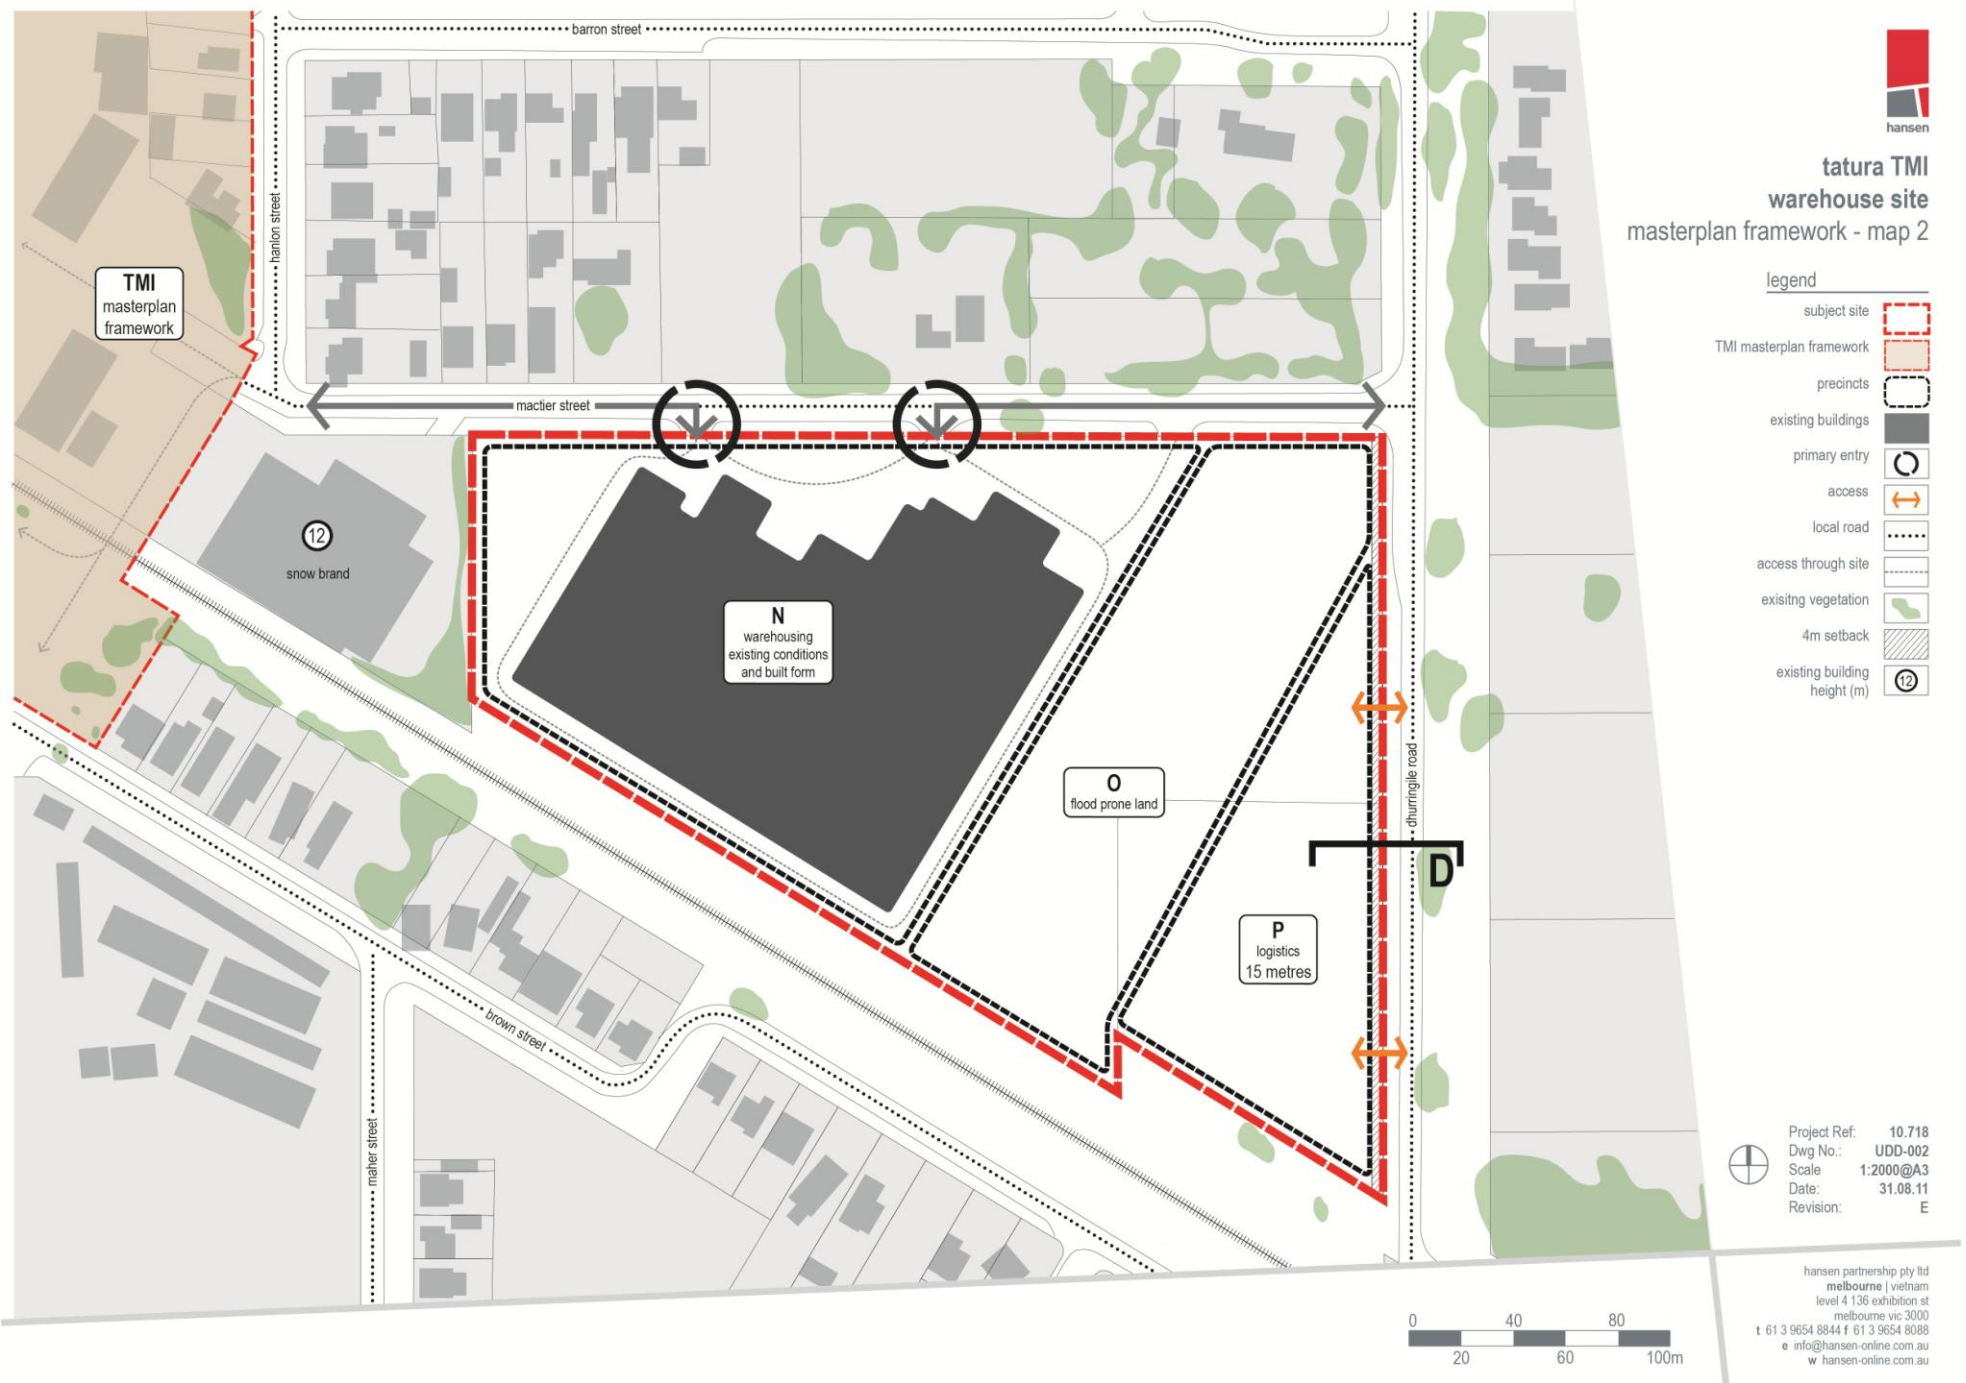 barron street
hansen
tatura TMI
warehouse site
masterplan framework - map 2
legend
subject site
TMI masterplan framework
precincts
existing buildings
primary entry
access
local road
access through site
exisitng vegetation
4m setback
existing building
height (m)
12
hanlon street
TMI
masterplan
framework
mactier street
12
snow brand
N
warehousing
existing conditions
and built form
O
flood prone land
dhurringile road
D
P
logistics
15 metres
brown street
maher street
Project Ref: 10.718
Dwg No.: UDD-002
Scale 1:2000@A3
Date: 31.08.11
Revision: E
hansen partnership pty ltd
melbourne | vietnam
level 4 136 exhibition st
melbourne vic 3000
t 61 3 9654 8844 f 61 3 9654 8088
e info@hansen-online.com.au
w hansen-online.com.au
0 40 80
20 60 100m